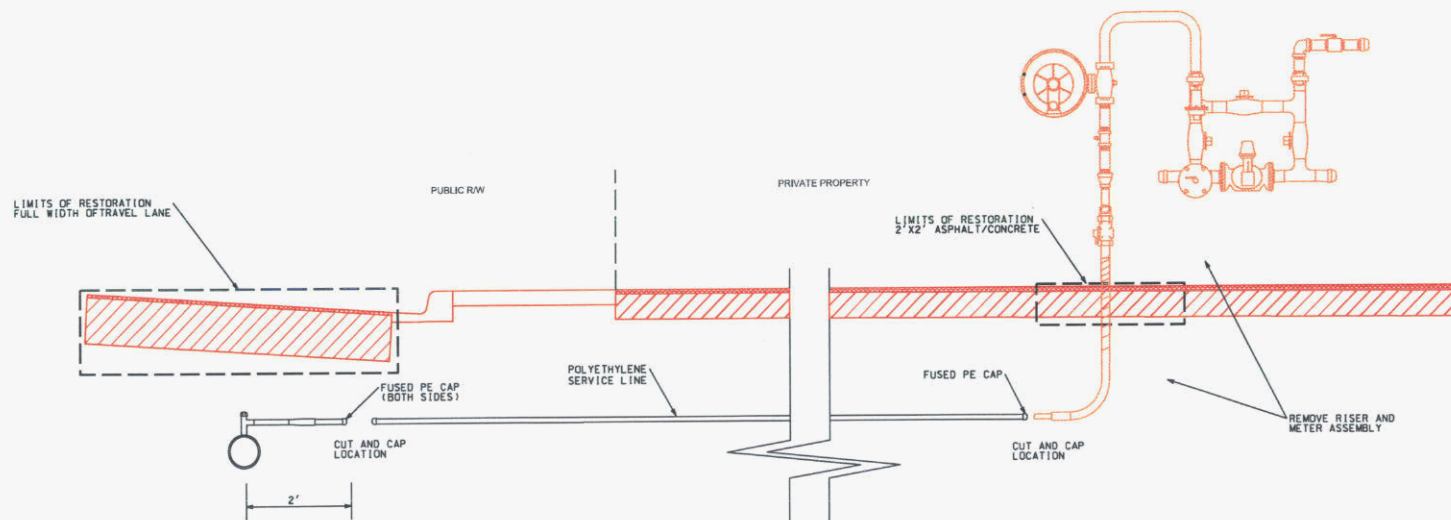 PUBLIC R/W
PRIVATE PROPERTY
LIMITS OF RESTORATION
FULL WIDTH OFTRAVEL LANE
LIMITS OF RESTORATION
2'X2' ASPHALT/CONCRETE
POLYETHYLENE
SERVICE LINE
FUSED PE CAP
(BOTH SIDES)
FUSED PE CAP
CUT AND CAP
LOCATION
CUT AND CAP
LOCATION
REMOVE RISER AND
METER ASSEMBLY
2'